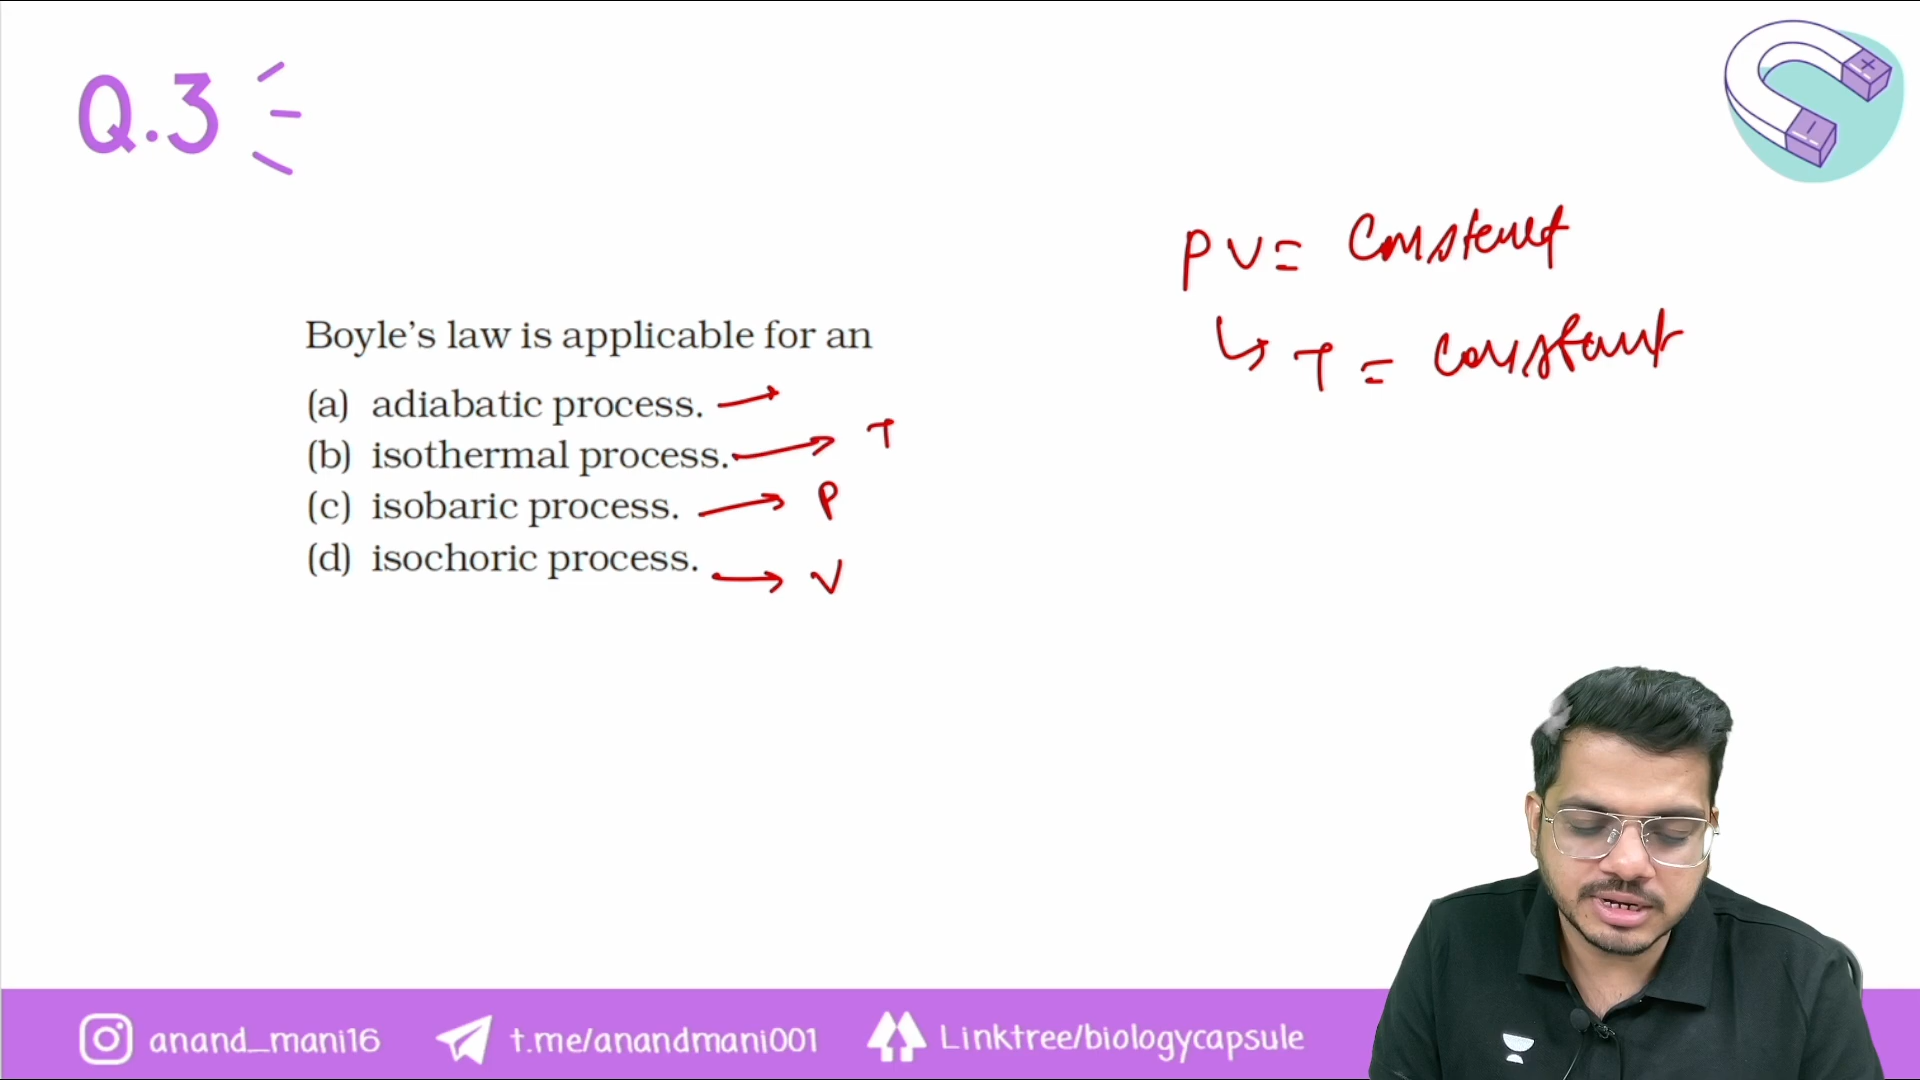 Q.3
PV = Constant
↳ T = constant
Boyle's law is applicable for an
(a) adiabatic process. →
(b) isothermal process. → T
(c) isobaric process. → P
(d) isochoric process. → V
+
-
anand_mani16 t.me/anandmani001 Linktree/biologycapsule